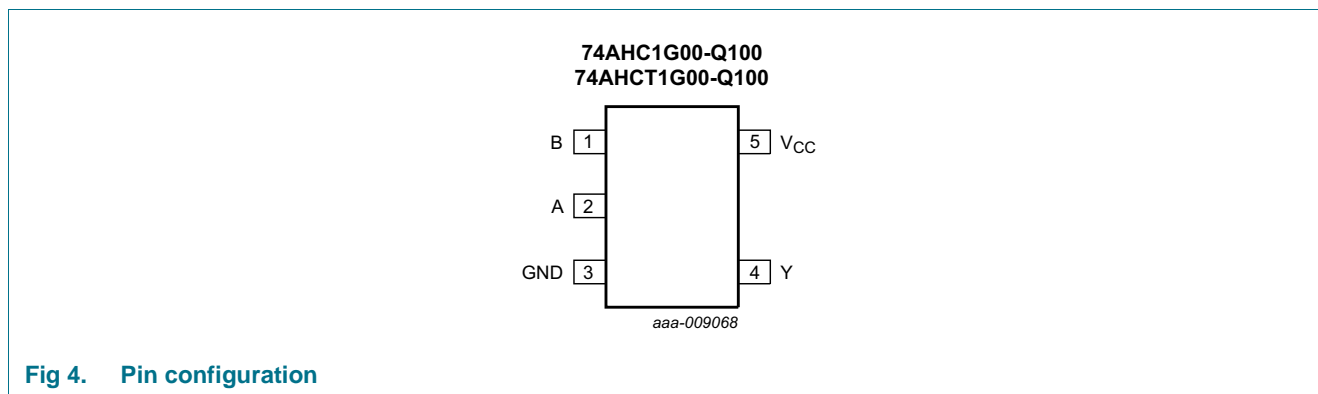 74AHC1G00-Q100
74AHCT1G00-Q100
B 1
5 VCC
A 2
GND 3
4 Y
aaa-009068
Fig 4. Pin configuration